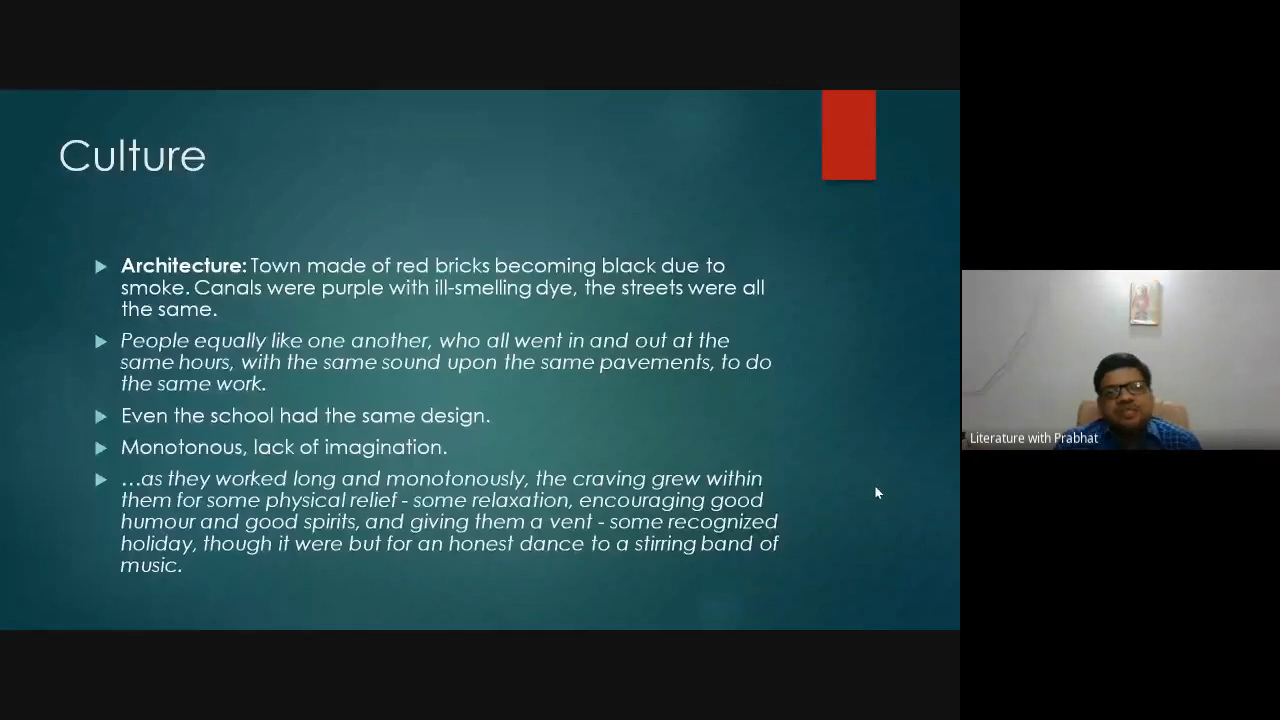 Culture
Architecture: Town made of red bricks becoming black due to
smoke. Canals were purple with ill-smelling dye, the streets were all
the same.
People equally like one another, who all went in and out at the
same hours, with the same sound upon the same pavements, to do
the same work.
Even the school had the same design.
Monotonous, lack of imagination.
…as they worked long and monotonously, the craving grew within
them for some physical relief - some relaxation, encouraging good
humour and good spirits, and giving them a vent - some recognized
holiday, though it were but for an honest dance to a stirring band of
music.
Literature with Prabhat